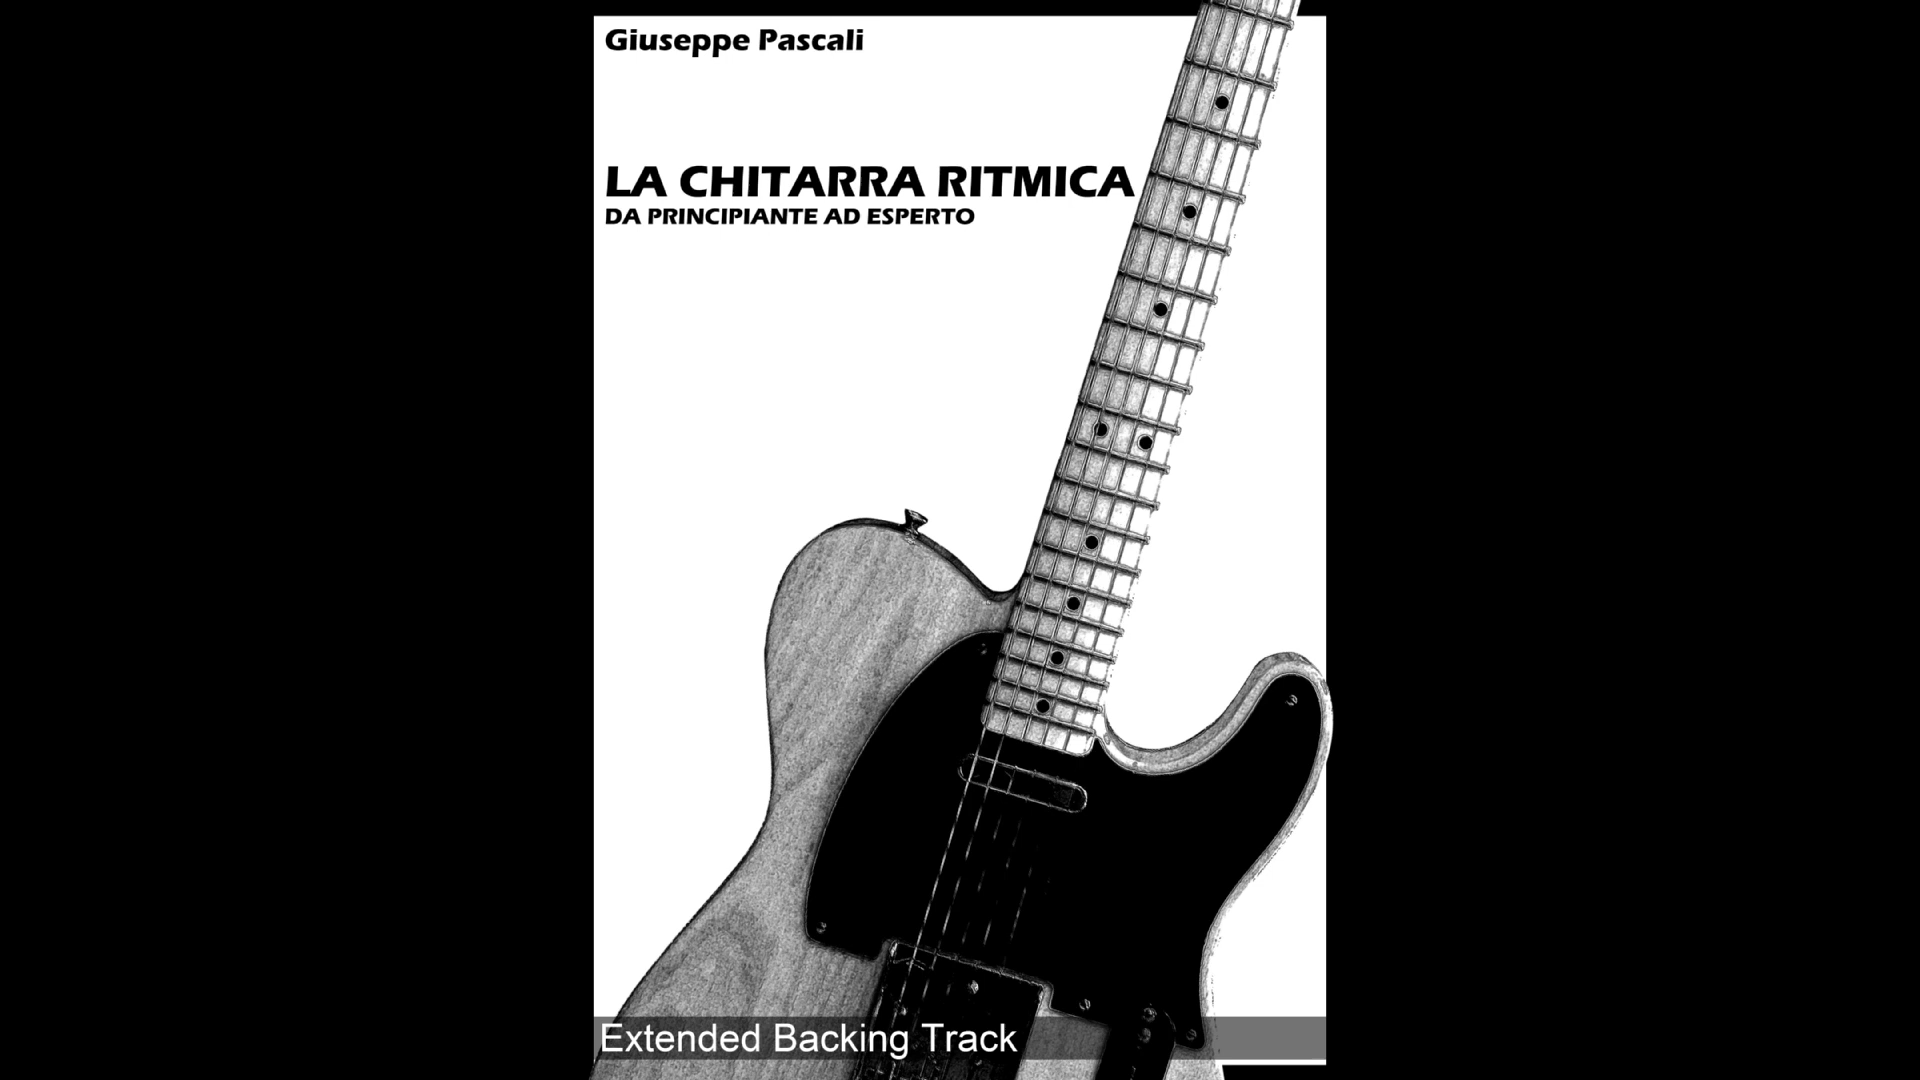 Giuseppe Pascali
LA CHITARRA RITMICA
DA PRINCIPIANTE AD ESPERTO
Extended Backing Track